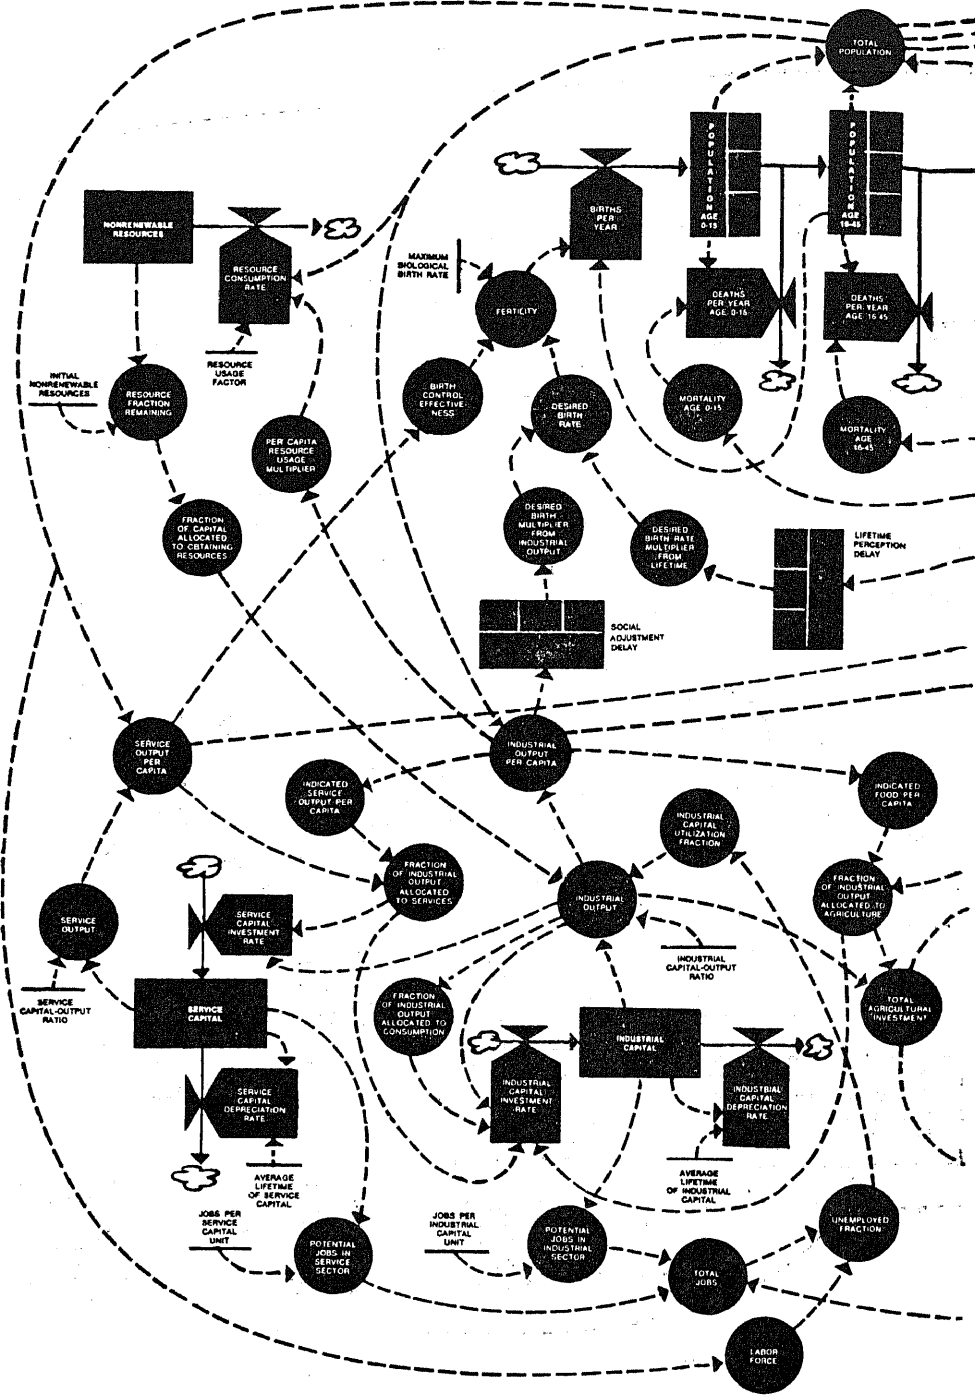 TOTAL
POPULATION
POPULATION
AGE
0-15
POPULATION
AGE
16-45
BIRTHS
PER
YEAR
NONRENEWABLE
RESOURCES
RESOURCE
CONSUMPTION
RATE
MAXIMUM
BIOLOGICAL
BIRTH RATE
FERTILITY
DEATHS
PER YEAR
AGE 0-15
DEATHS
PER YEAR
AGE 16-45
RESOURCE
USAGE
FACTOR
INITIAL
NONRENEWABLE
RESOURCES
RESOURCE
FRACTION
REMAINING
BIRTH
CONTROL
EFFECTIVE-
NESS
DESIRED
BIRTH
RATE
MORTALITY
AGE 0-15
MORTALITY
AGE
16-45
PER CAPITA
RESOURCE
USAGE
MULTIPLIER
FRACTION
OF CAPITAL
ALLOCATED
TO OBTAINING
RESOURCES
DESIRED
BIRTH
MULTIPLIER
FROM
INDUSTRIAL
OUTPUT
DESIRED
BIRTH RATE
MULTIPLIER
FROM
LIFETIME
LIFETIME
PERCEPTION
DELAY
SOCIAL
ADJUSTMENT
DELAY
SERVICE
OUTPUT
PER
CAPITA
INDUSTRIAL
OUTPUT
PER CAPITA
INDICATED
SERVICE
OUTPUT PER
CAPITA
INDICATED
FOOD PER
CAPITA
INDUSTRIAL
CAPITAL
UTILIZATION
FRACTION
FRACTION
OF INDUSTRIAL
OUTPUT
ALLOCATED
TO SERVICES
FRACTION
OF INDUSTRIAL
OUTPUT
ALLOCATED TO
AGRICULTURE
SERVICE
OUTPUT
SERVICE
CAPITAL
INVESTMENT
RATE
INDUSTRIAL
OUTPUT
INDUSTRIAL
CAPITAL-OUTPUT
RATIO
SERVICE
CAPITAL-OUTPUT
RATIO
SERVICE
CAPITAL
FRACTION
OF INDUSTRIAL
OUTPUT
ALLOCATED TO
CONSUMPTION
TOTAL
AGRICULTURAL
INVESTMENT
INDUSTRIAL
CAPITAL
SERVICE
CAPITAL
DEPRECIATION
RATE
INDUSTRIAL
CAPITAL
INVESTMENT
RATE
INDUSTRIAL
CAPITAL
DEPRECIATION
RATE
AVERAGE
LIFETIME
OF SERVICE
CAPITAL
AVERAGE
LIFETIME
OF INDUSTRIAL
CAPITAL
JOBS PER
SERVICE
CAPITAL
UNIT
POTENTIAL
JOBS IN
SERVICE
SECTOR
JOBS PER
INDUSTRIAL
CAPITAL
UNIT
POTENTIAL
JOBS IN
INDUSTRIAL
SECTOR
UNEMPLOYED
FRACTION
TOTAL
JOBS
LABOR
FORCE